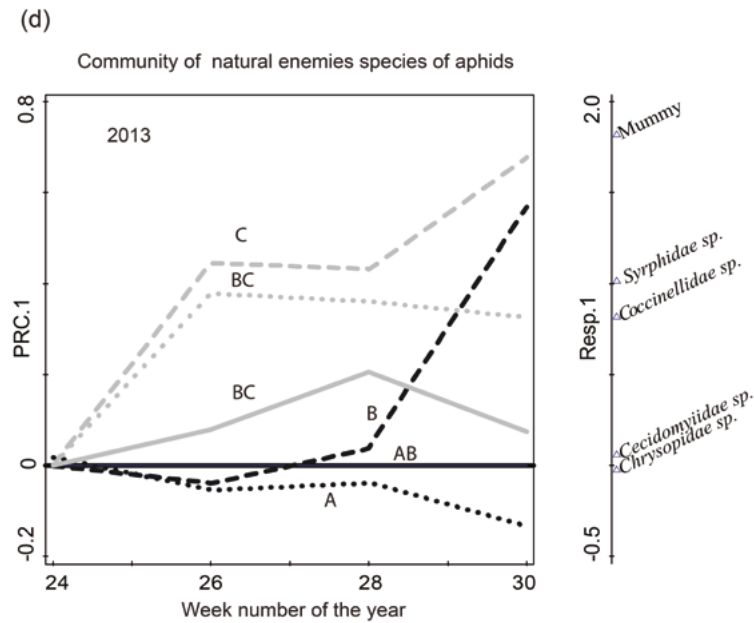 (d)
Community of natural enemies species of aphids
0.8
2013
C
BC
BC
B
AB
A
PRC.1
0
-0.2
24
26
28
30
Week number of the year
2.0
Resp.1
-0.5
Mummy
Syrphidae sp.
Coccinellidae sp.
Cecidomyiidae sp.
Chrysopidae sp.